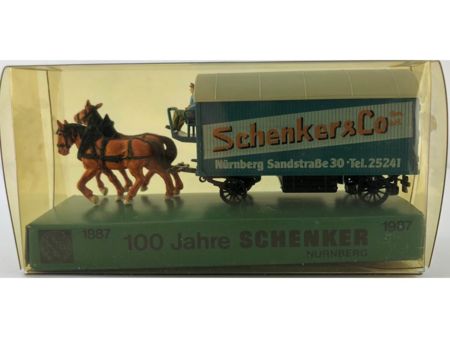 Schenker&Co
Nürnberg Sandstraße 30·Tel. 25241
1887 100 Jahre SCHENKER 1987
NÜRNBERG